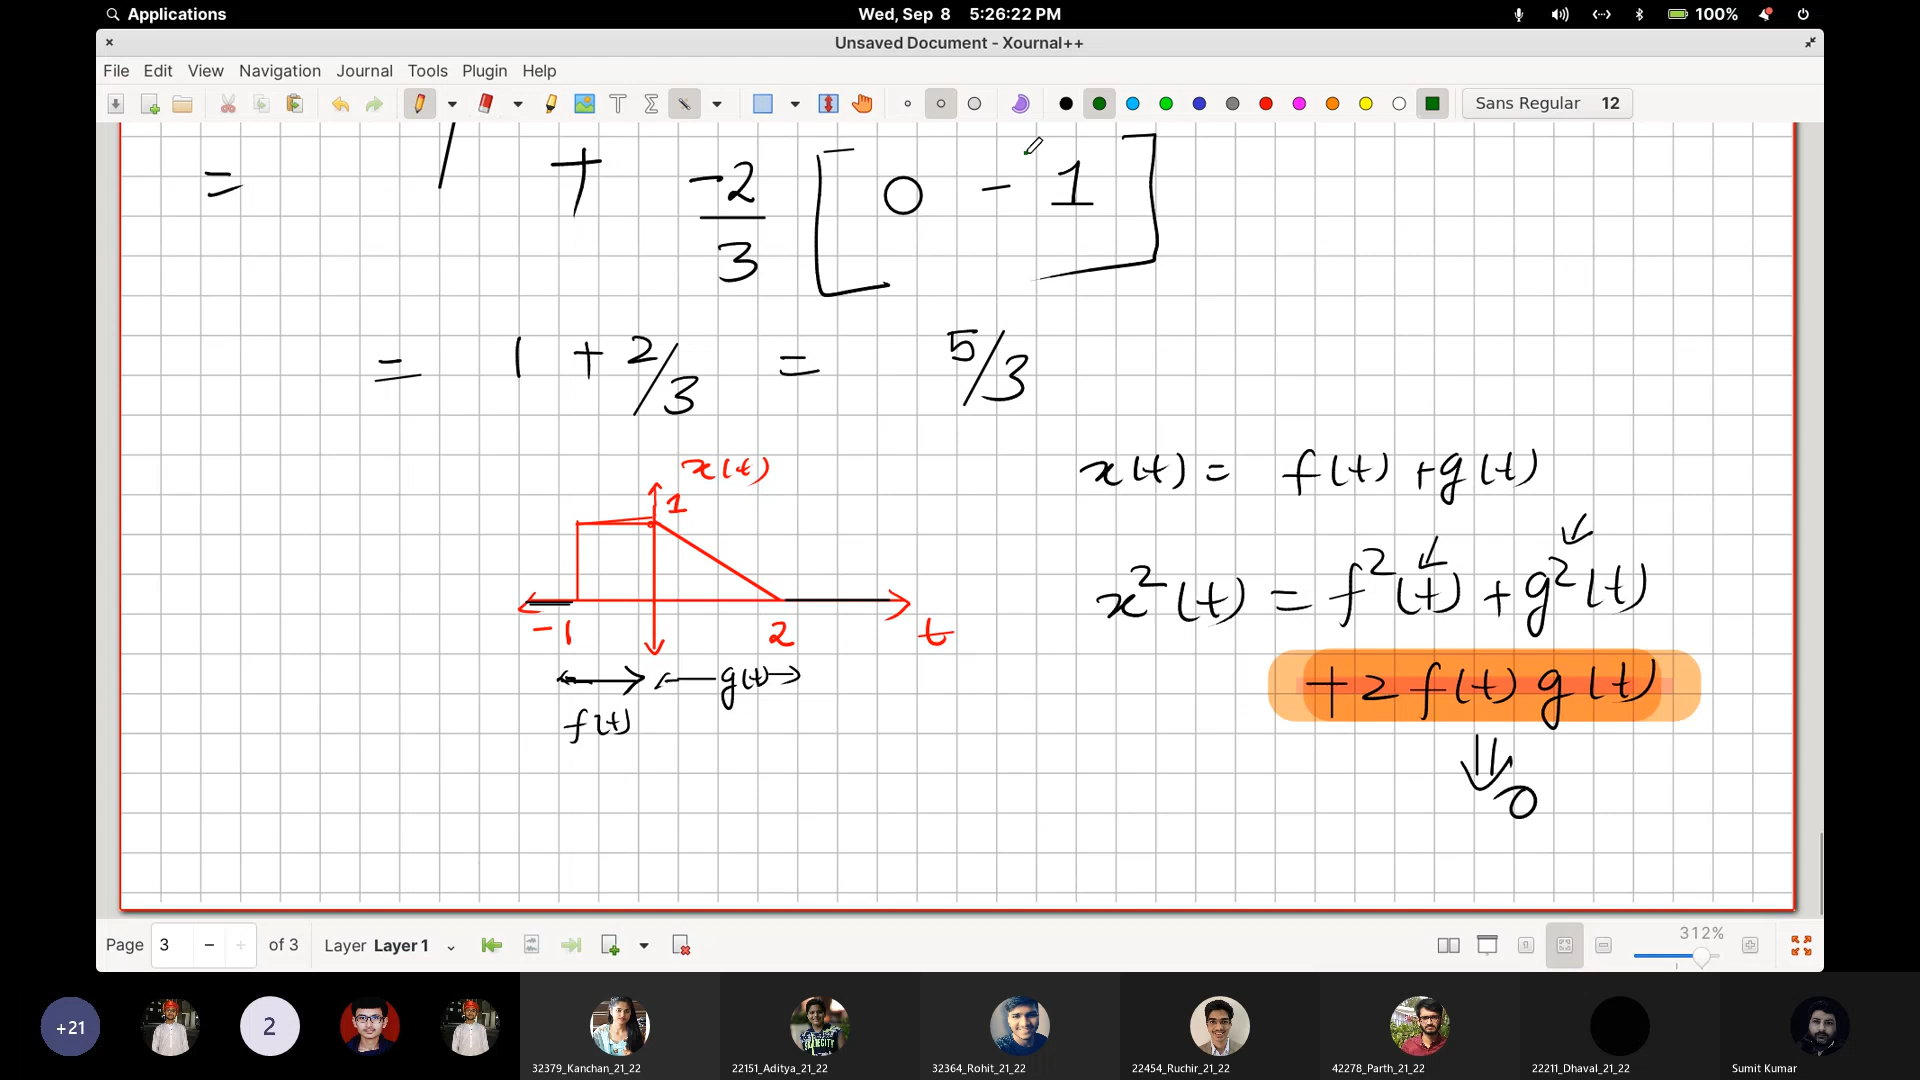 Applications
Wed, Sep 8 5:26:22 PM
100%
Unsaved Document - Xournal++
File Edit View Navigation Journal Tools Plugin Help
Sans Regular 12
= 1 + -2/3 [0 - 1]
= 1 + 2/3 = 5/3
x(t)
1
-1 2 t
f(t) g(t)
x(t) = f(t) + g(t)
x²(t) = f²(t) + g²(t)
+ 2 f(t) g(t)
0
Page 3 of 3 Layer Layer 1
312%
+21
2
32379_Kanchan_21_22
22151_Aditya_21_22
32364_Rohit_21_22
22454_Ruchir_21_22
42278_Parth_21_22
22211_Dhaval_21_22
Sumit Kumar